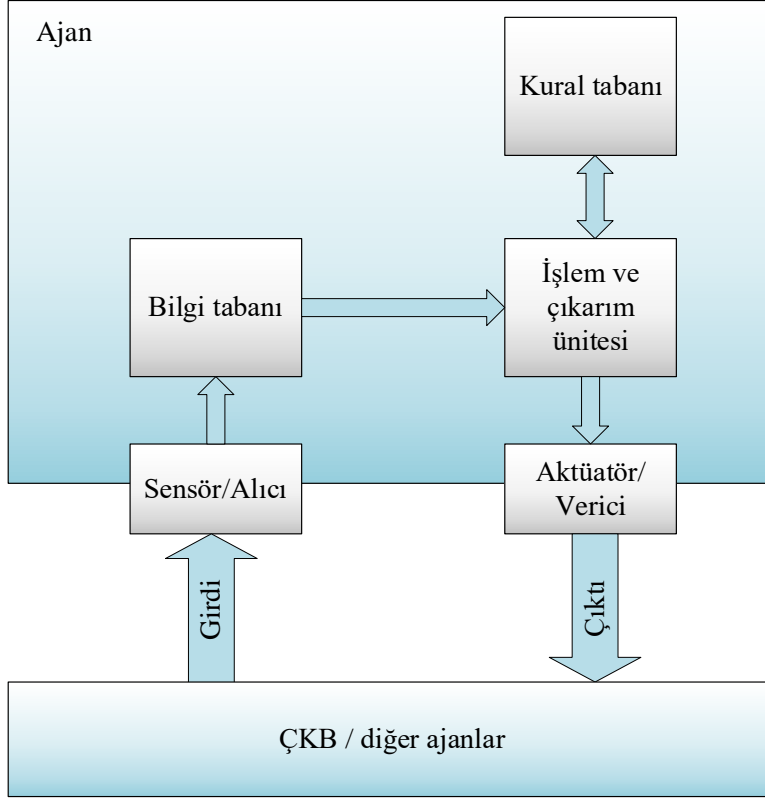 Ajan
Kural tabanı
Bilgi tabanı
İşlem ve
çıkarım
ünitesi
Sensör/Alıcı
Aktüatör/
Verici
Girdi
Çıktı
ÇKB / diğer ajanlar